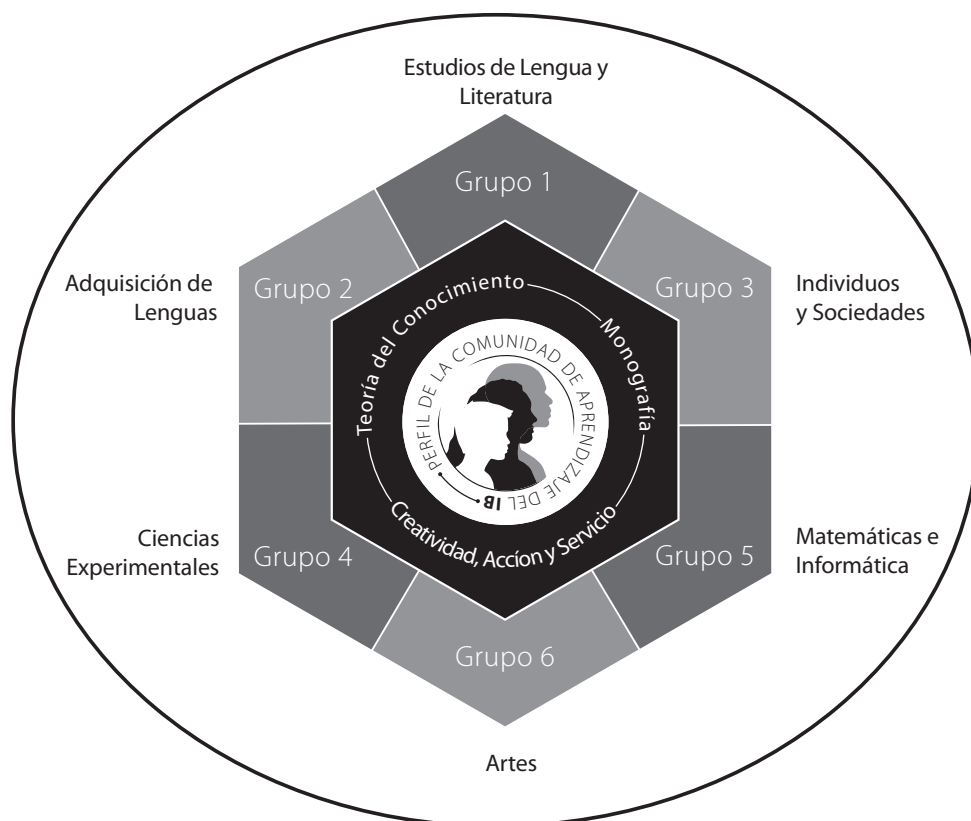 Estudios de Lengua y
Literatura
Grupo 1
Adquisición de
Lenguas
Grupo 2
Grupo 3
Individuos
y Sociedades
Teoría del Conocimiento
Monografía
PERFIL DE LA COMUNIDAD DE APRENDIZAJE DEL IB
Creatividad, Accíon y Servicio
Ciencias
Experimentales
Grupo 4
Grupo 5
Matemáticas e
Informática
Grupo 6
Artes